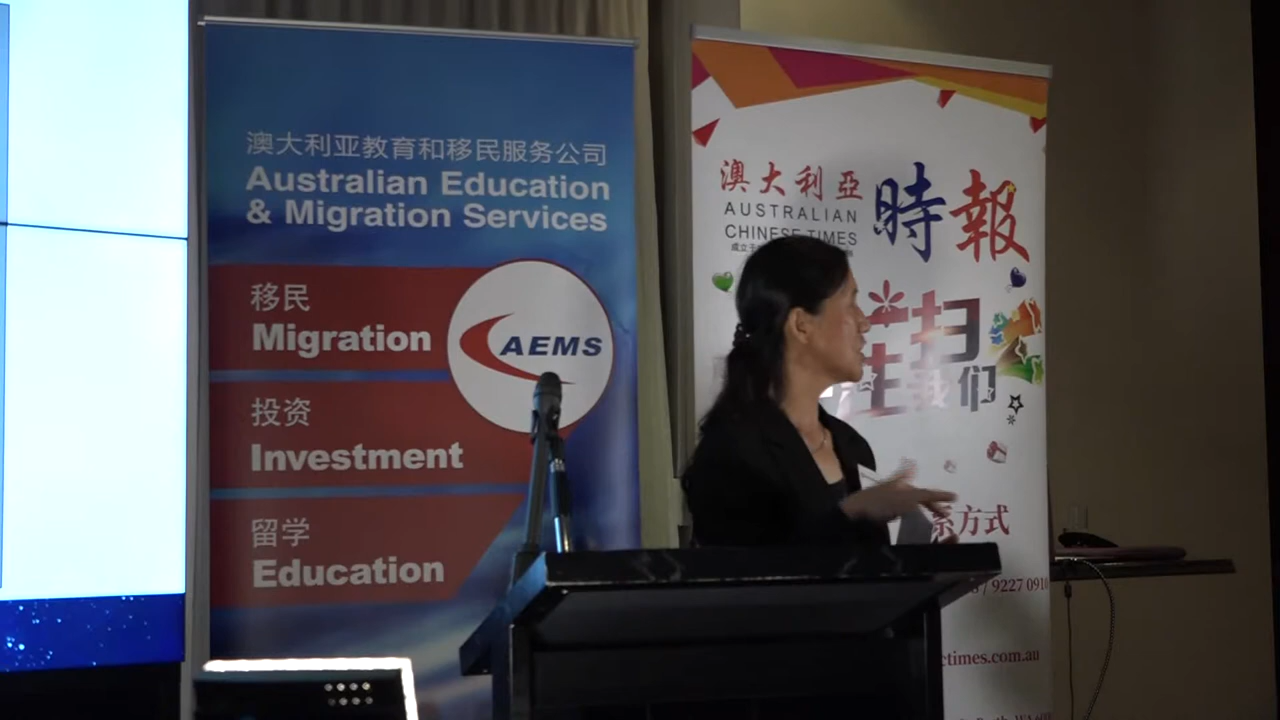 澳大利亚教育和移民服务公司
Australian Education
& Migration Services
移民
Migration
AEMS
投资
Investment
留学
Education
澳大利亞
時報
AUSTRALIAN
CHINESE TIMES
扫
们
系方式
/ 9227 0918
ctimes.com.au